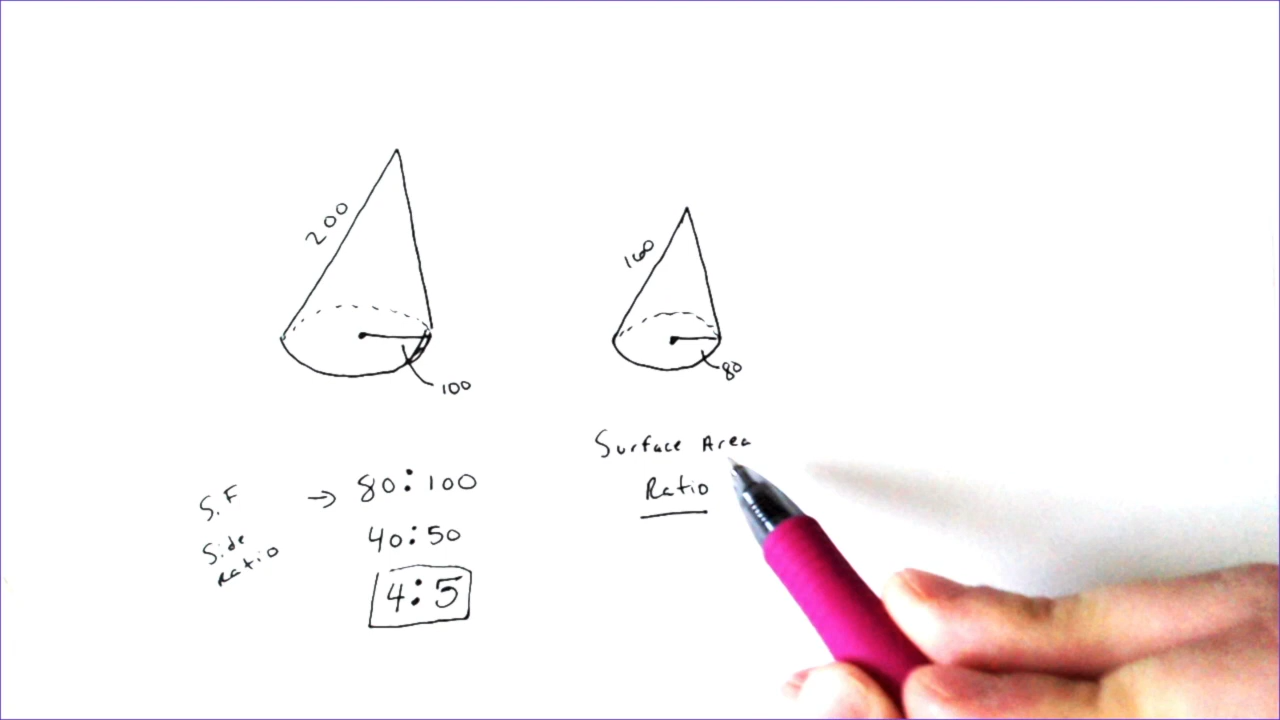 200
160
100
80
Surface Area
Ratio
S.F → 80:100
Side
Ratio
40:50
4:5